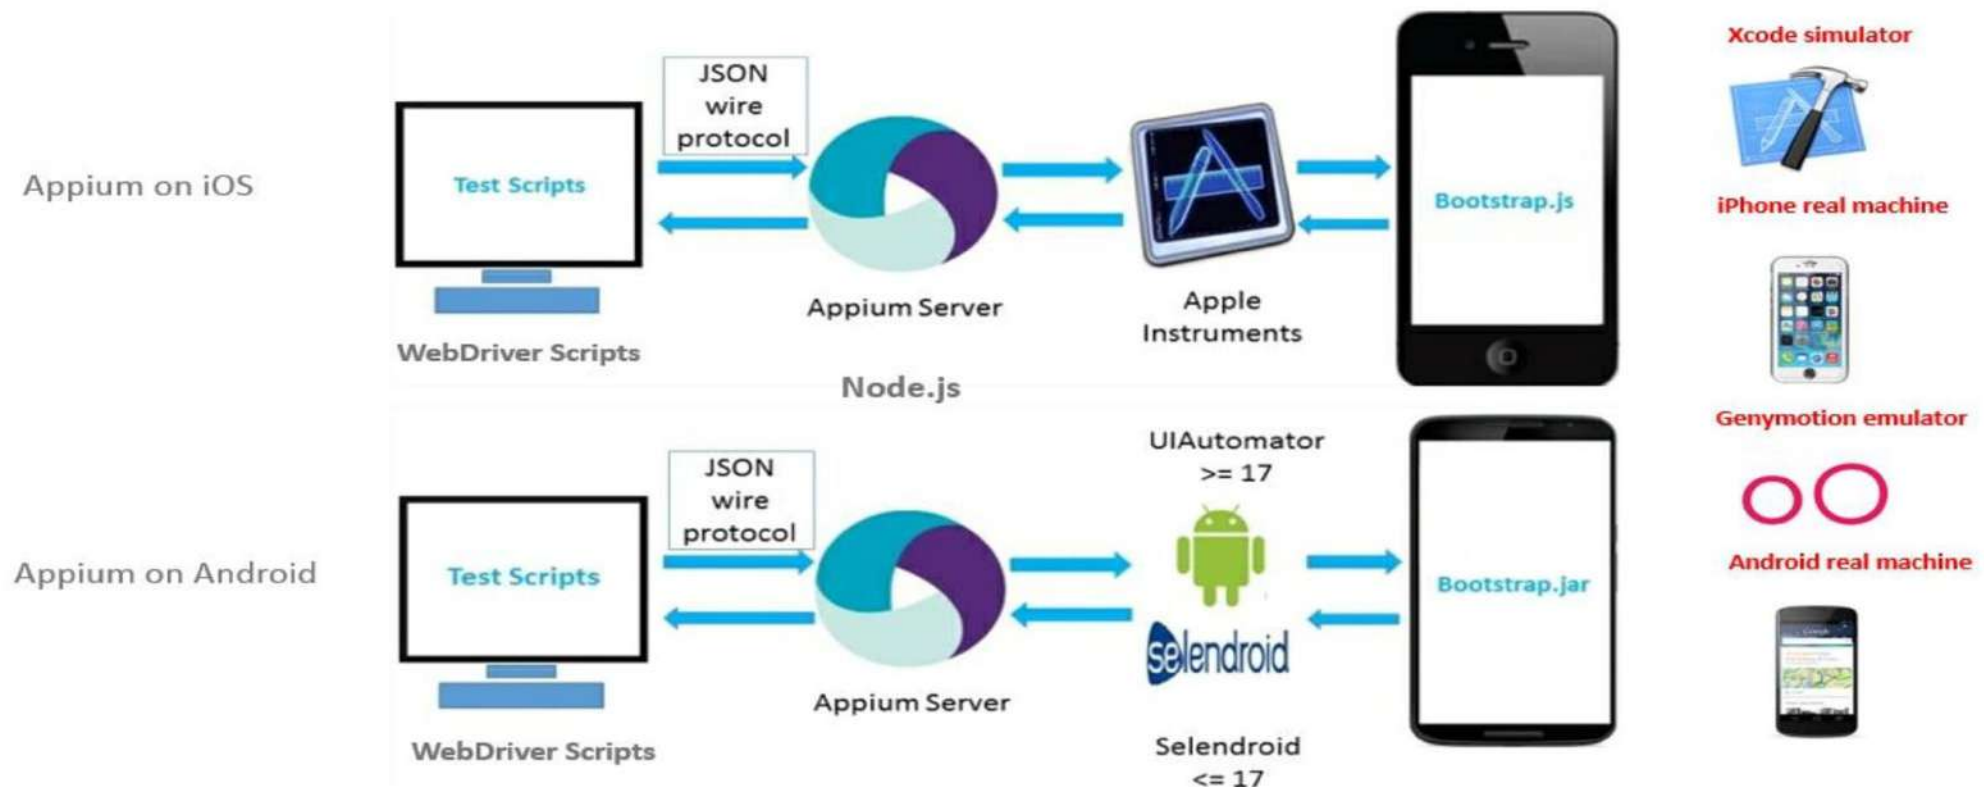 Appium on iOS
JSON
wire
protocol
Test Scripts
WebDriver Scripts
Appium Server
Apple
Instruments
Bootstrap.js
Xcode simulator
iPhone real machine
Node.js
Appium on Android
JSON
wire
protocol
Test Scripts
WebDriver Scripts
Appium Server
UIAutomator
>= 17
selendroid
Selendroid
<= 17
Bootstrap.jar
Genymotion emulator
Android real machine